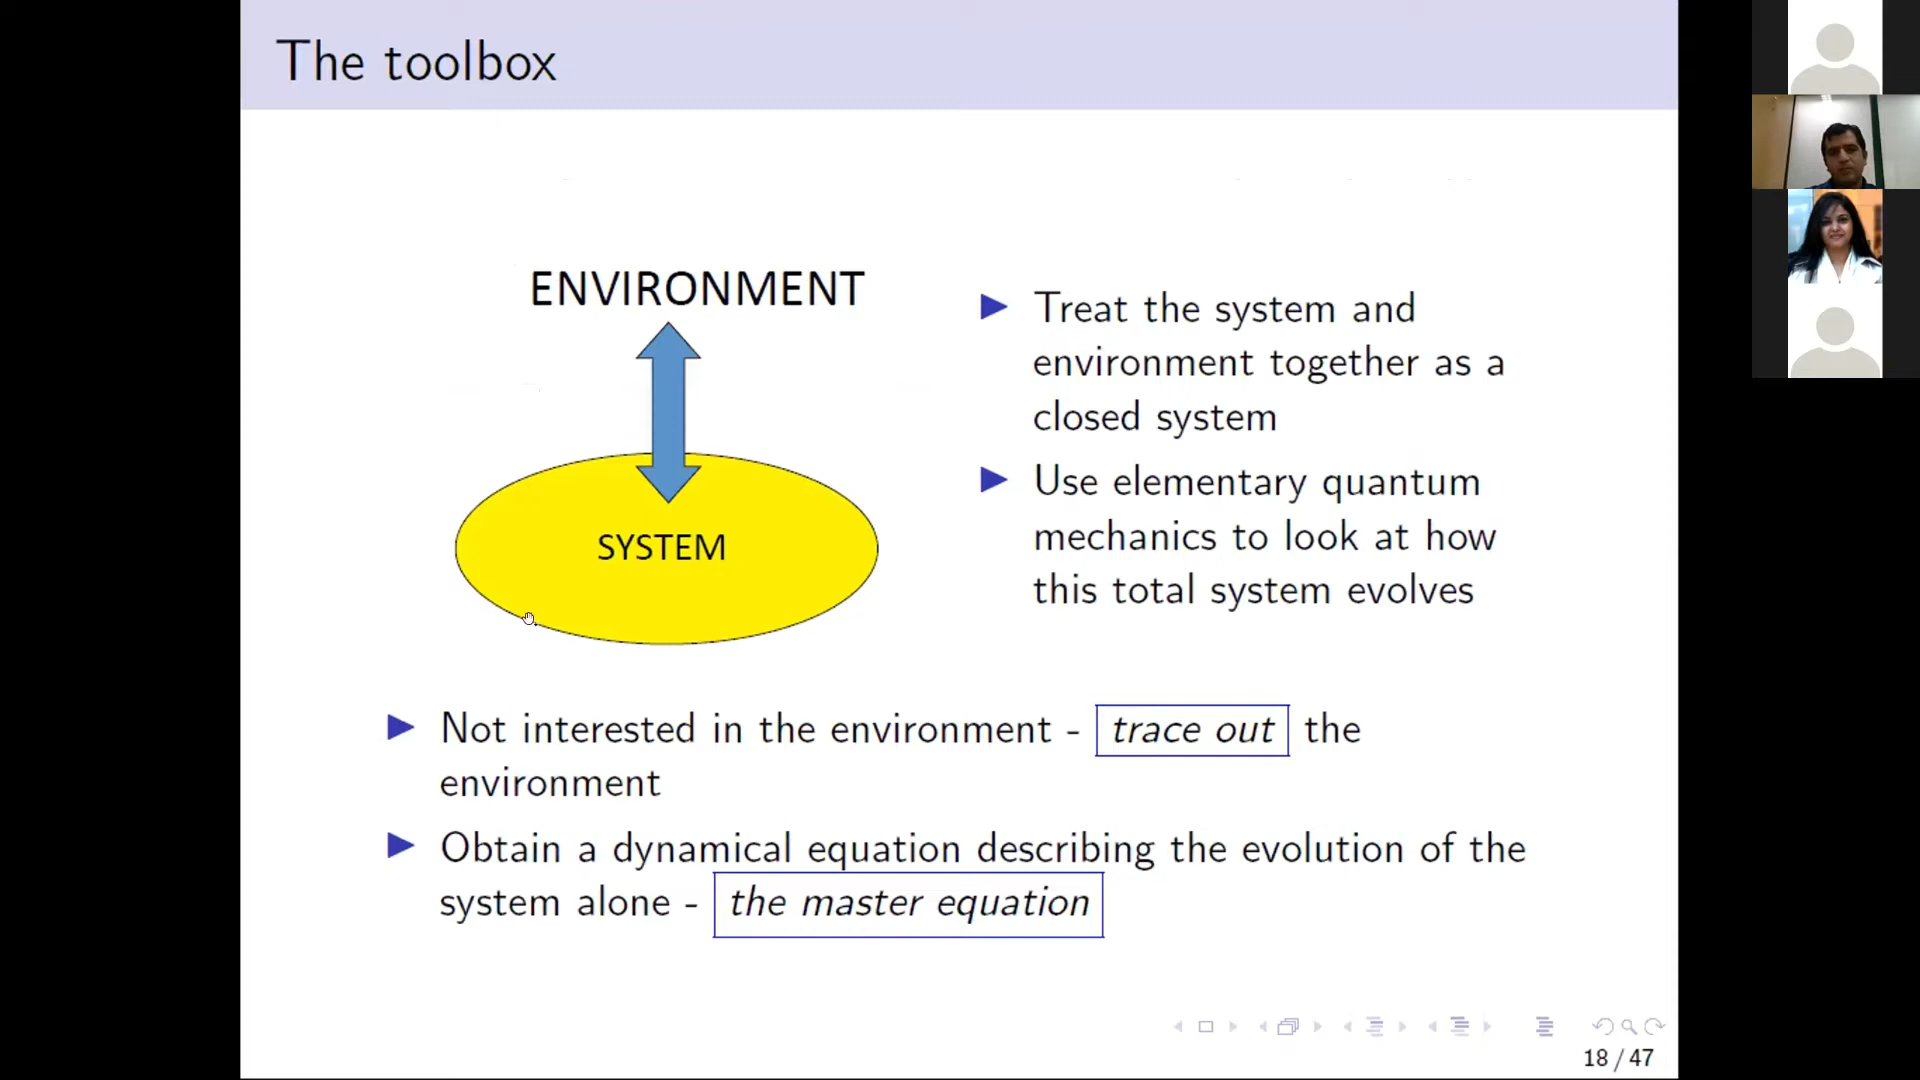 The toolbox
ENVIRONMENT
SYSTEM
Treat the system and
environment together as a
closed system
Use elementary quantum
mechanics to look at how
this total system evolves
Not interested in the environment - trace out the
environment
Obtain a dynamical equation describing the evolution of the
system alone - the master equation
18 / 47